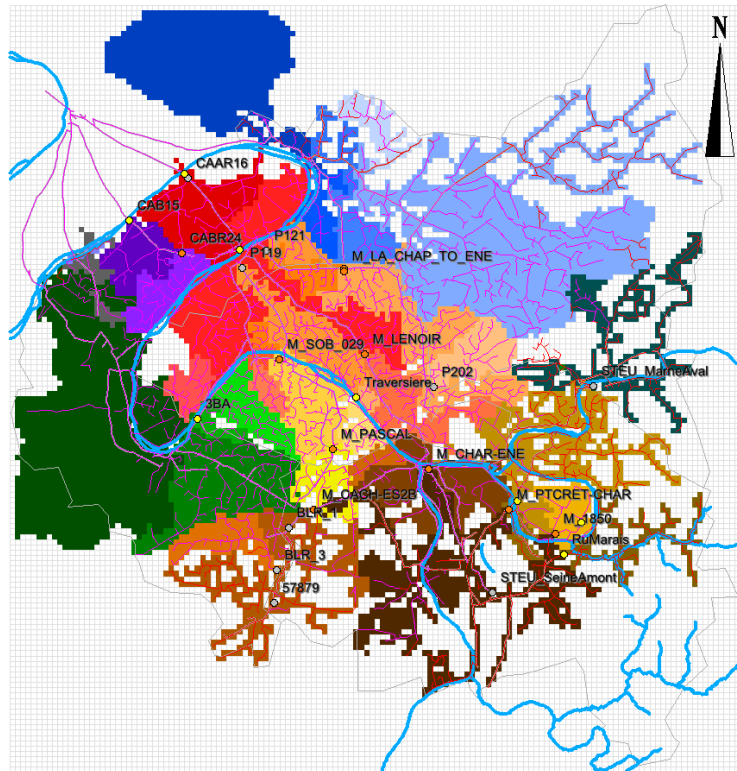 N
CAAR16
CAB15
P121
CABR24
P119
M_LA_CHAP_TO_ENE
M_SOB_029
M_LENOIR
P202
STEU_MarneAval
Traversiere
3BA
M_PASCAL
M_CHAR-ENE
M_CACH-ES2B
M_PTCRET-CHAR
BLR_1
M_1850
RuMarais
BLR_3
STEU_SeineAmont
57879